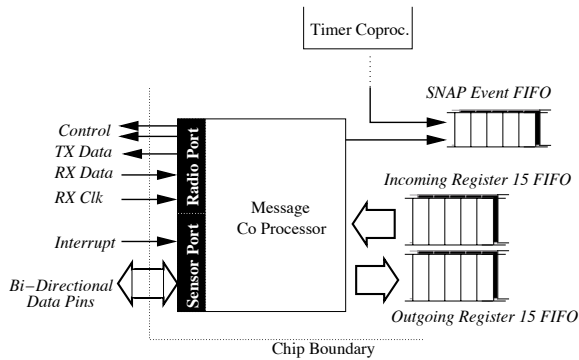 Timer Coproc.
SNAP Event FIFO
Control
TX Data
RX Data
RX Clk
Interrupt
Bi-Directional
Data Pins
Radio Port
Sensor Port
Message
Co Processor
Incoming Register 15 FIFO
Outgoing Register 15 FIFO
Chip Boundary